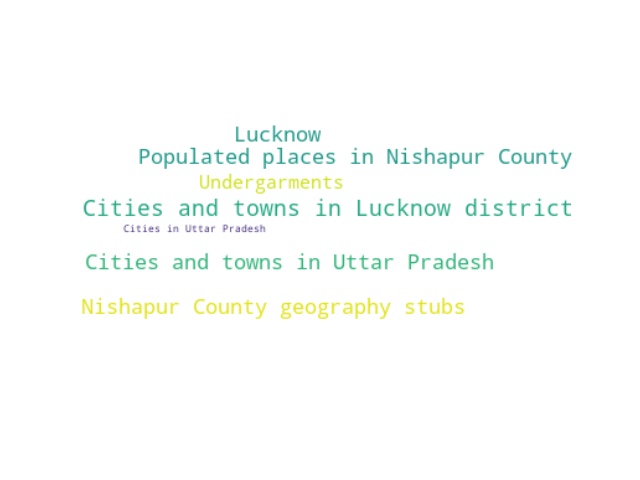 Lucknow
Populated places in Nishapur County
Undergarments
Cities and towns in Lucknow district
Cities in Uttar Pradesh
Cities and towns in Uttar Pradesh
Nishapur County geography stubs